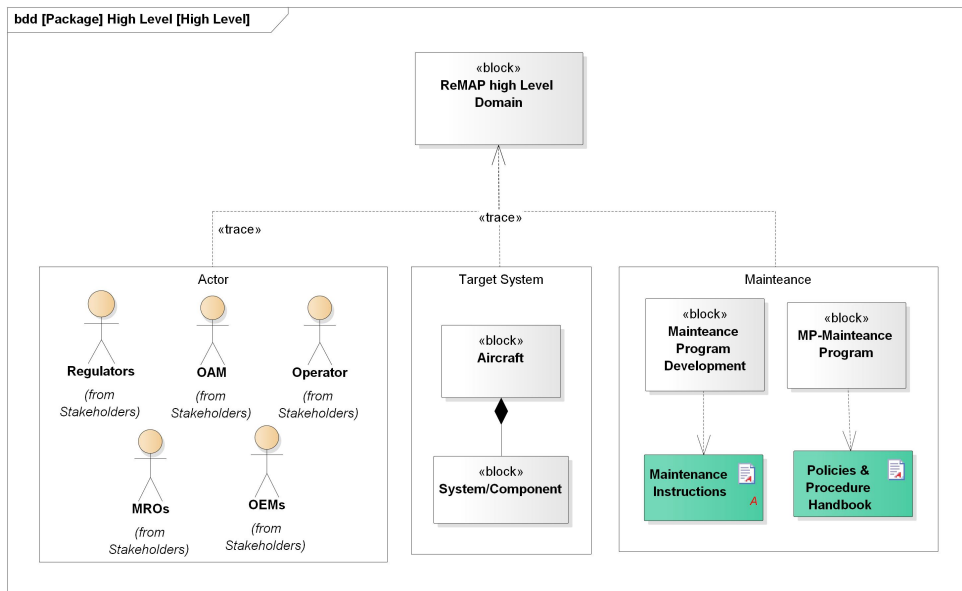 bdd [Package] High Level [High Level]
«block»
ReMAP high Level
Domain
«trace»
«trace»
Actor
Regulators
(from
Stakeholders)
OAM
(from
Stakeholders)
Operator
(from
Stakeholders)
MROs
(from
Stakeholders)
OEMs
(from
Stakeholders)
Target System
«block»
Aircraft
«block»
System/Component
Mainteance
«block»
Mainteance
Program
Development
«block»
MP-Mainteance
Program
Maintenance
Instructions
A
Policies &
Procedure
Handbook